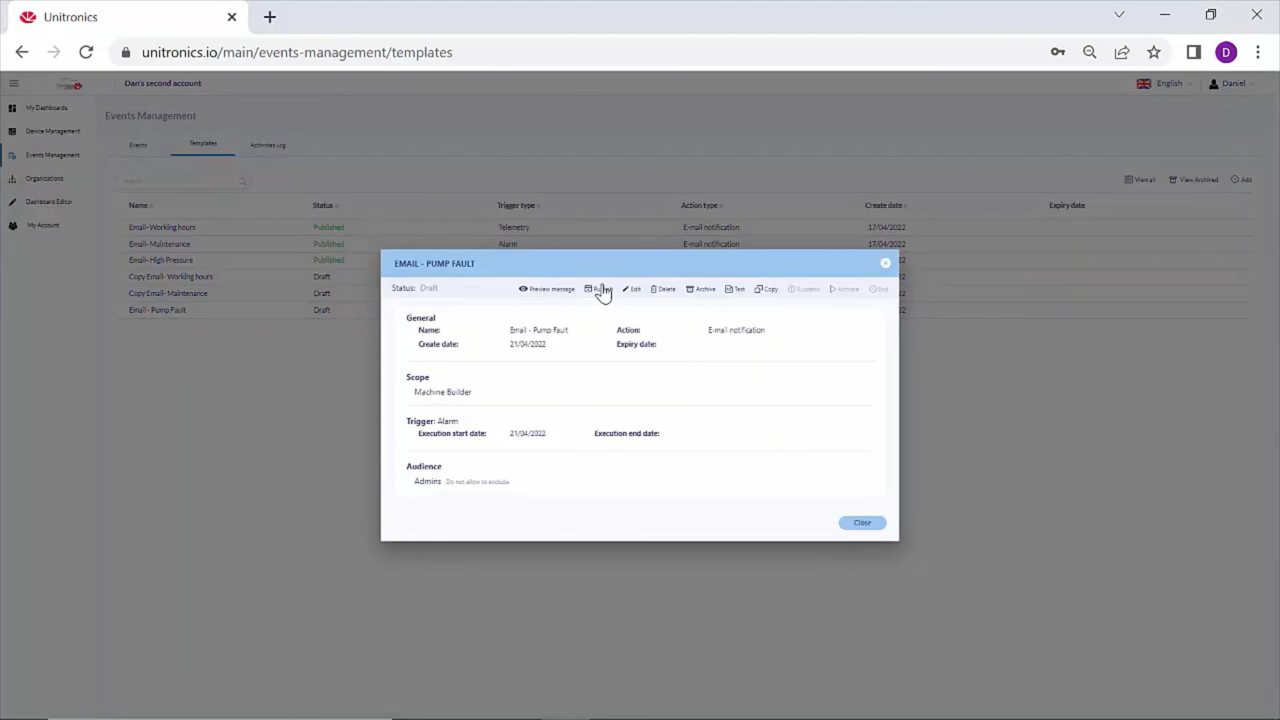 Unitronics
unitronics.io/main/events-management/templates
D
Dan's second account
English
Daniel
My Dashboards
Device Management
Events Management
Organizations
Dashboard Editor
My Account
Events Management
Events Templates Activities Log
Search
View all View Archived Add
Name Status Trigger type Action type Create date Expiry date
Email- Working hours Published Telemetry E-mail notification 17/04/2022
Email- Maintenance Published Alarm E-mail notification 17/04/2022
Email- High Pressure Published
Copy Email- Working hours Draft
Copy Email- Maintenance Draft
Email - Pump Fault Draft
EMAIL - PUMP FAULT
Status: Draft Preview message Edit Delete Archive Test Copy Suspend Activate End
General
Name: Email - Pump Fault Action: E-mail notification
Create date: 21/04/2022 Expiry date:
Scope
Machine Builder
Trigger: Alarm
Execution start date: 21/04/2022 Execution end date:
Audience
Admins Do not allow to exclude
Close